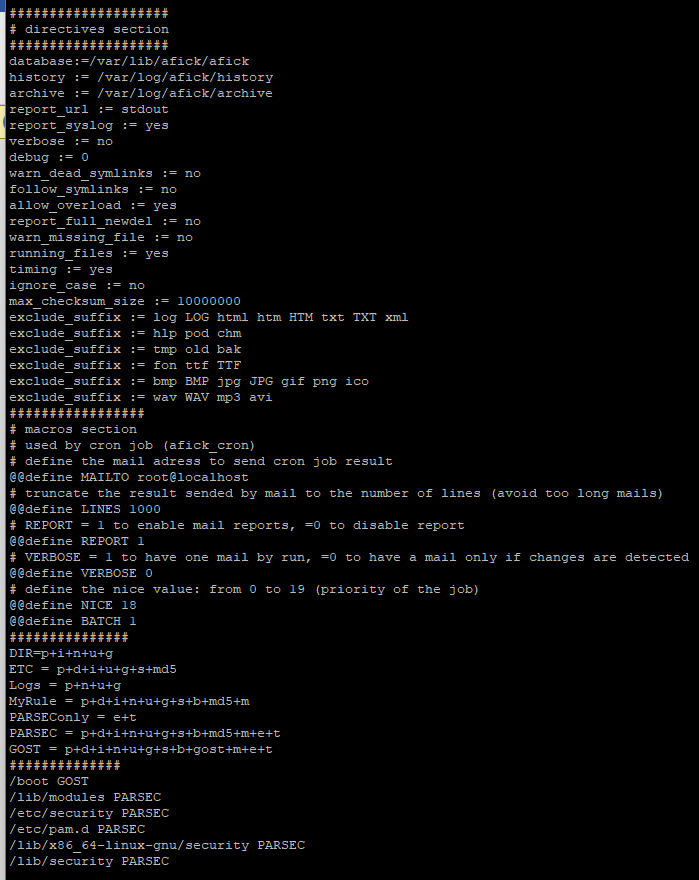 #####################
# directives section
#####################
database:=/var/lib/afick/afick
history := /var/log/afick/history
archive := /var/log/afick/archive
report_url := stdout
report_syslog := yes
verbose := no
debug := 0
warn_dead_symlinks := no
follow_symlinks := no
allow_overload := yes
report_full_newdel := no
warn_missing_file := no
running_files := yes
timing := yes
ignore_case := no
max_checksum_size := 10000000
exclude_suffix := log LOG html htm HTM txt TXT xml
exclude_suffix := hlp pod chm
exclude_suffix := tmp old bak
exclude_suffix := fon ttf TTF
exclude_suffix := bmp BMP jpg JPG gif png ico
exclude_suffix := wav WAV mp3 avi
##################
# macros section
# used by cron job (afick_cron)
# define the mail adress to send cron job result
@@define MAILTO root@localhost
# truncate the result sended by mail to the number of lines (avoid too long mails)
@@define LINES 1000
# REPORT = 1 to enable mail reports, =0 to disable report
@@define REPORT 1
# VERBOSE = 1 to have one mail by run, =0 to have a mail only if changes are detected
@@define VERBOSE 0
# define the nice value: from 0 to 19 (priority of the job)
@@define NICE 18
@@define BATCH 1
################
DIR=p+i+n+u+g
ETC = p+d+i+u+g+s+md5
Logs = p+n+u+g
MyRule = p+d+i+n+u+g+s+b+md5+m
PARSEConly = e+t
PARSEC = p+d+i+n+u+g+s+b+md5+m+e+t
GOST = p+d+i+n+u+g+s+b+gost+m+e+t
###############
/boot GOST
/lib/modules PARSEC
/etc/security PARSEC
/etc/pam.d PARSEC
/lib/x86_64-linux-gnu/security PARSEC
/lib/security PARSEC